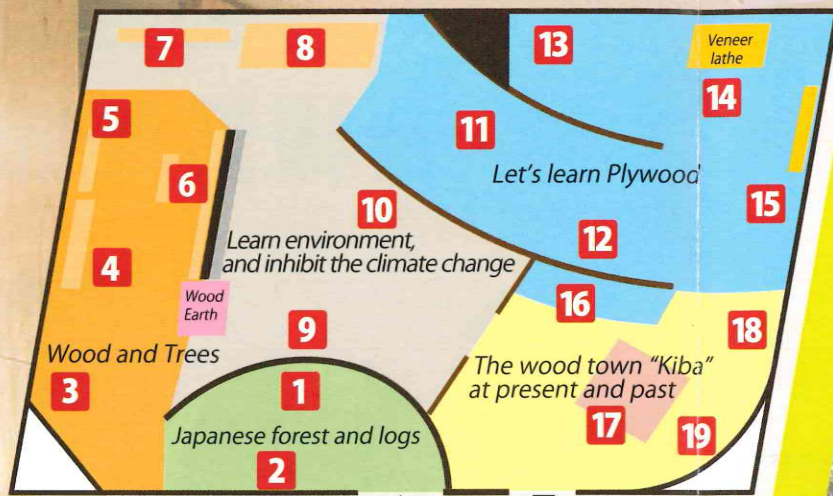 7
8
13
Veneer
lathe
5
14
11
6
Let's learn Plywood
15
10
12
4
Learn environment,
and inhibit the climate change
Wood
Earth
16
9
18
Wood and Trees
The wood town "Kiba"
at present and past
3
1
17
19
Japanese forest and logs
2